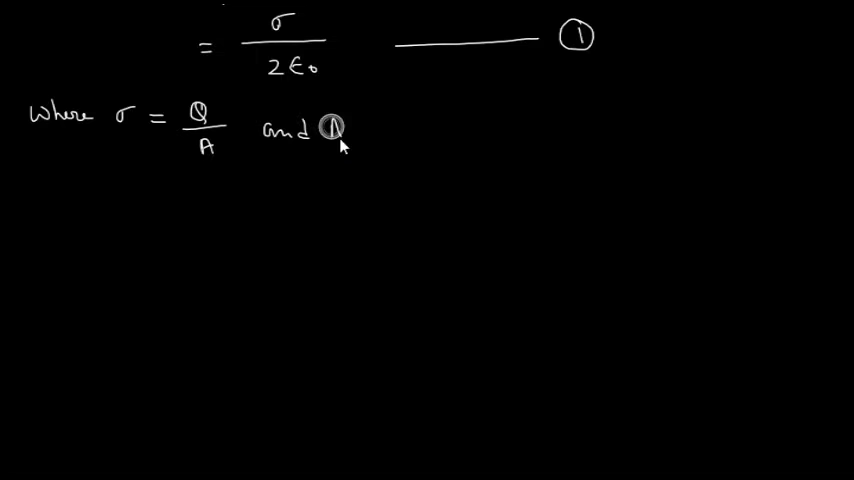 = σ / 2ε₀ ——— ①
where σ = Q / A and A